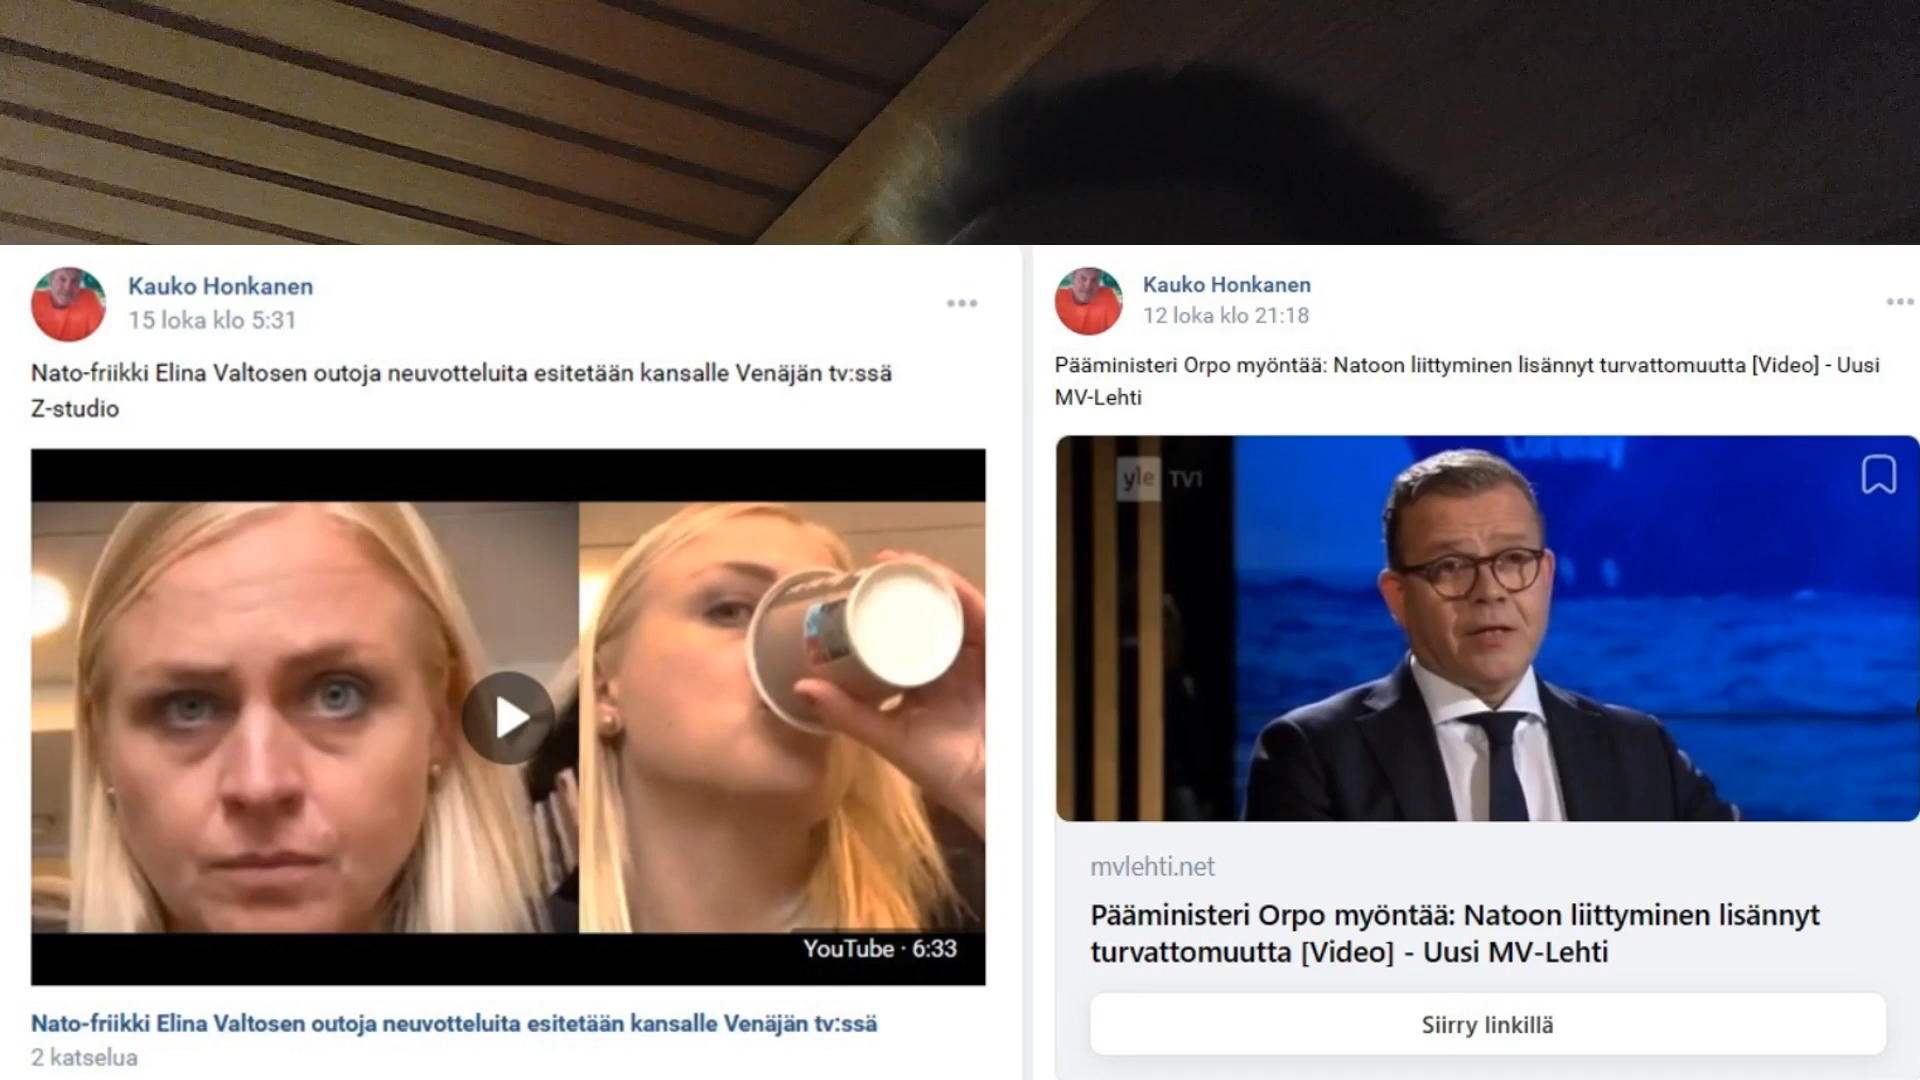 Kauko Honkanen
15 loka klo 5:31
Nato-friikki Elina Valtosen outoja neuvotteluita esitetään kansalle Venäjän tv:ssä
Z-studio
YouTube · 6:33
Nato-friikki Elina Valtosen outoja neuvotteluita esitetään kansalle Venäjän tv:ssä
2 katselua
Kauko Honkanen
12 loka klo 21:18
Pääministeri Orpo myöntää: Natoon liittyminen lisännyt turvattomuutta [Video] - Uusi
MV-Lehti
yle TV1
mvlehti.net
Pääministeri Orpo myöntää: Natoon liittyminen lisännyt
turvattomuutta [Video] - Uusi MV-Lehti
Siirry linkillä